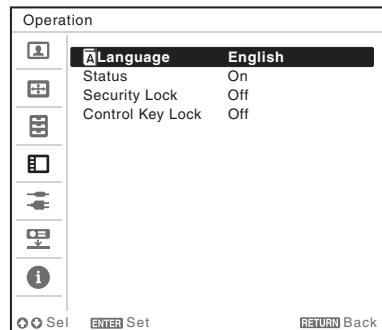 Operation
A Language English
Status On
Security Lock Off
Control Key Lock Off
Sel ENTER Set RETURN Back